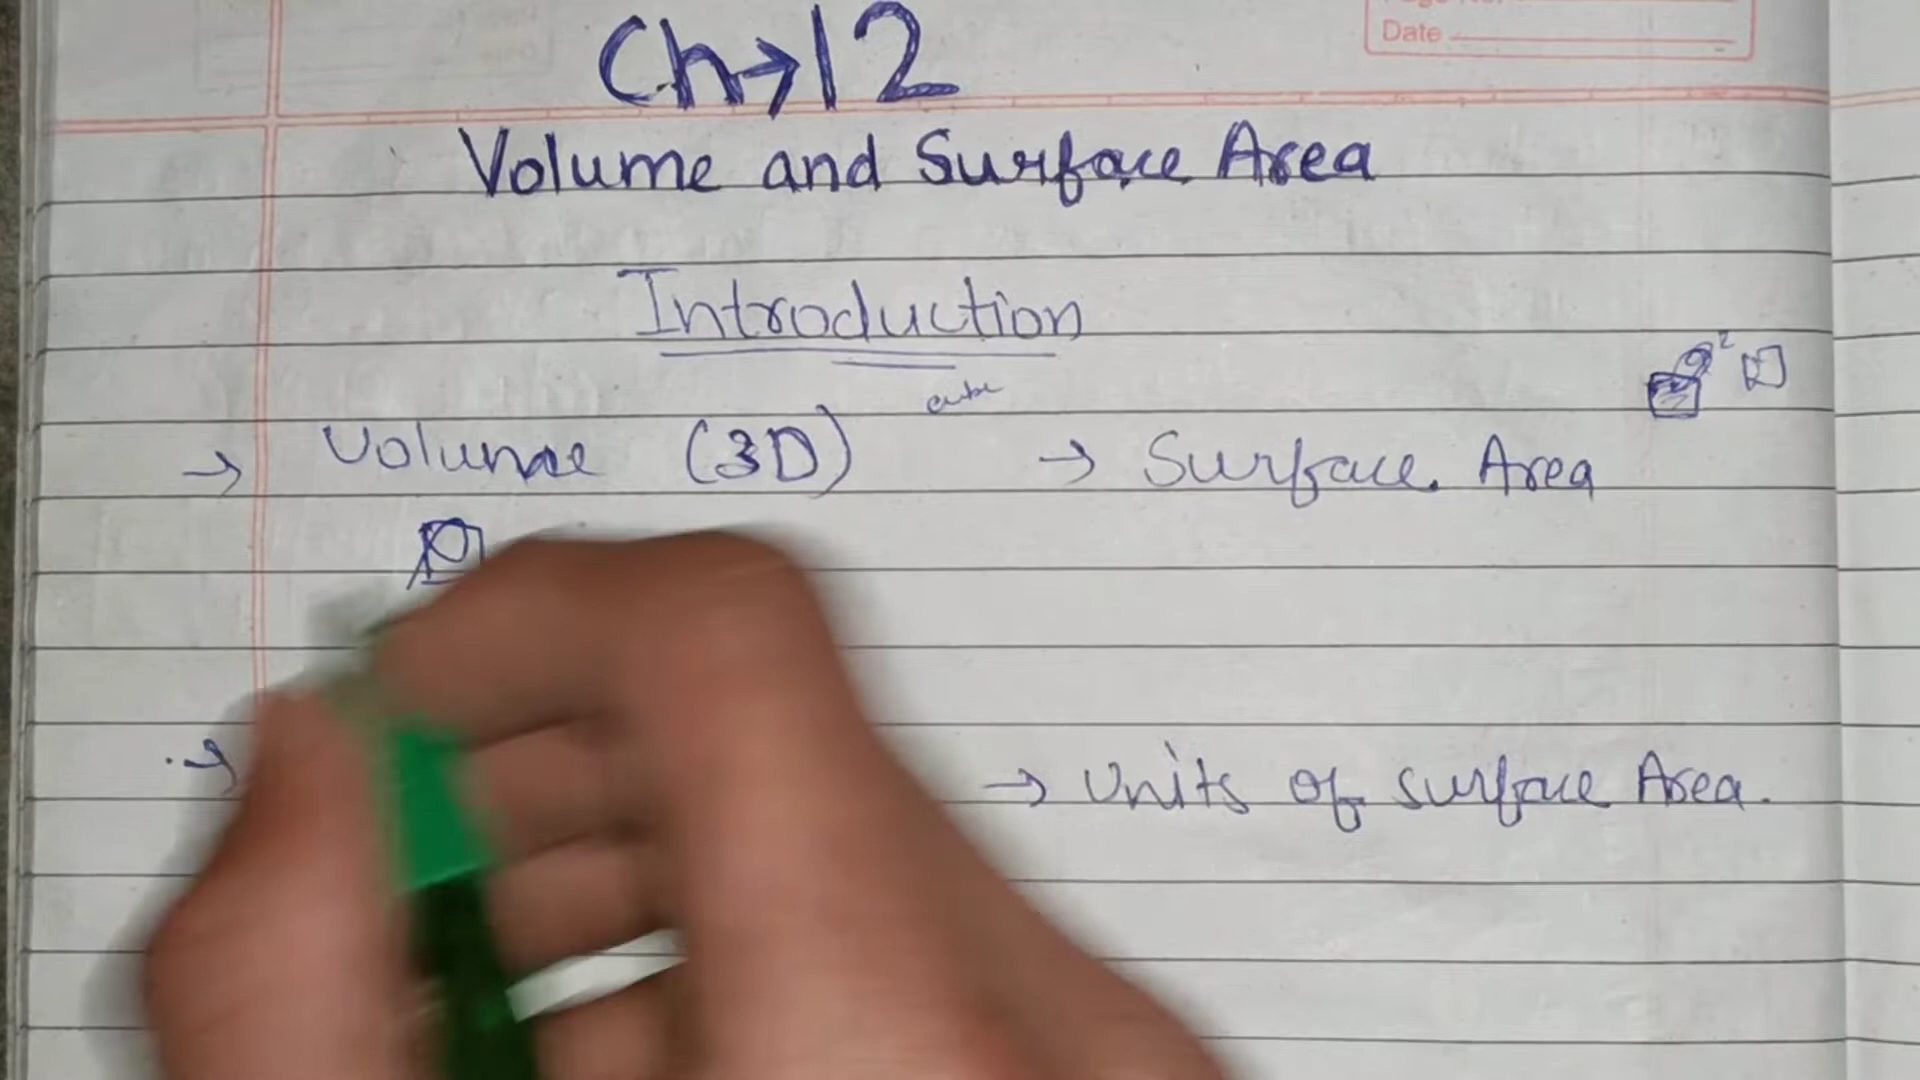 Date
Ch→12
Volume and Surface Area
Introduction
cube
→ Volume (3D)
→ Surface Area
→
→ Units of surface Area.